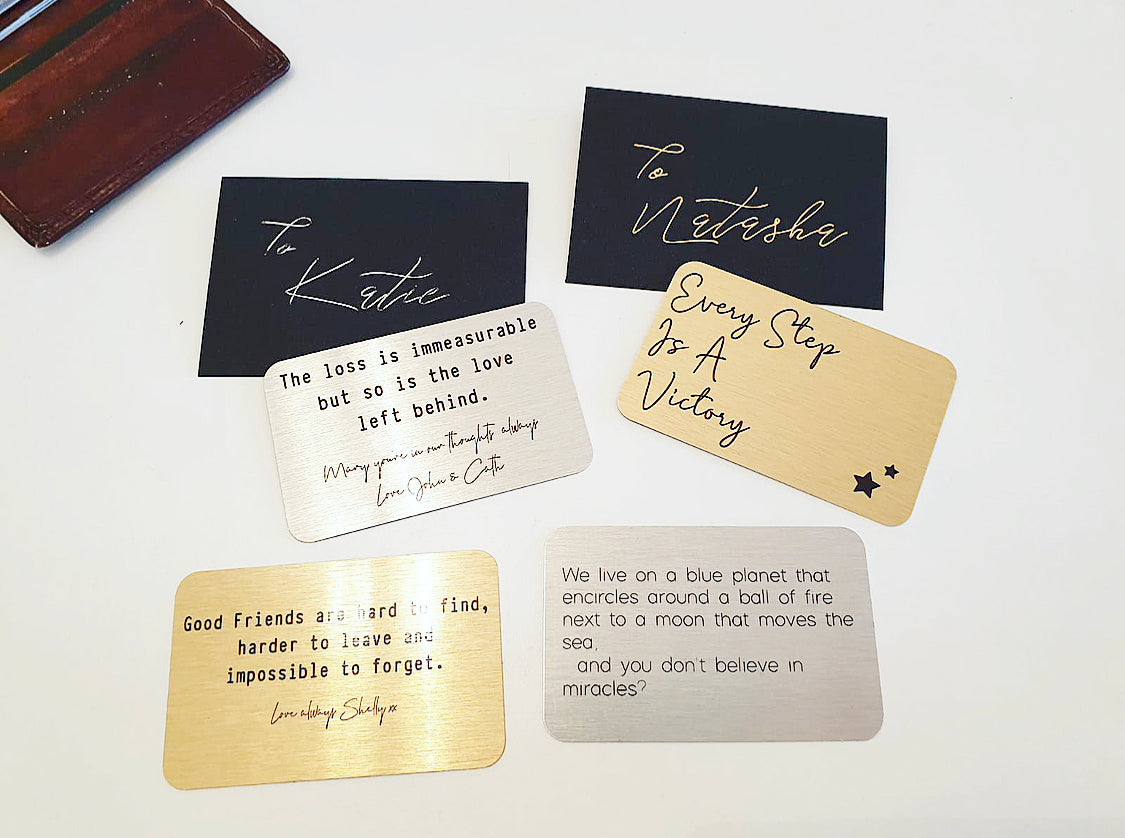 To
Katie
To
Natasha
The loss is immeasurable
but so is the love
left behind.
Mary you're in our thoughts always
Love John & Cath
Every Step
Is A
Victory
Good Friends are hard to find,
harder to leave and
impossible to forget.
Love always Shelly xx
We live on a blue planet that
encircles around a ball of fire
next to a moon that moves the
sea,
and you don't believe in
miracles?